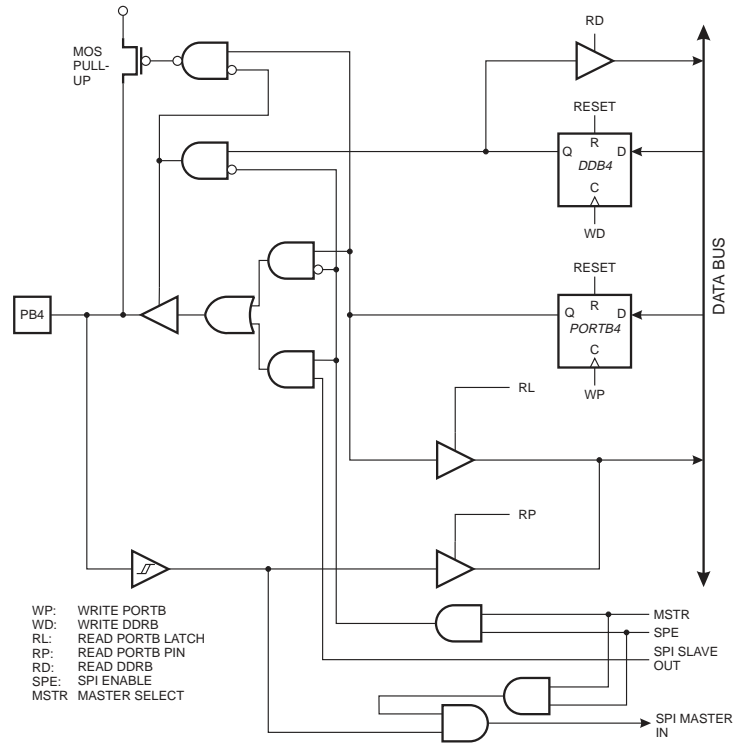 RD
MOS
PULL-
UP
RESET
R
Q
D
DDB4
C
WD
DATA BUS
RESET
R
Q
D
PORTB4
C
WP
PB4
RL
RP
WP: WRITE PORTB
WD: WRITE DDRB
RL: READ PORTB LATCH
RP: READ PORTB PIN
RD: READ DDRB
SPE: SPI ENABLE
MSTR MASTER SELECT
MSTR
SPE
SPI SLAVE
OUT
SPI MASTER
IN